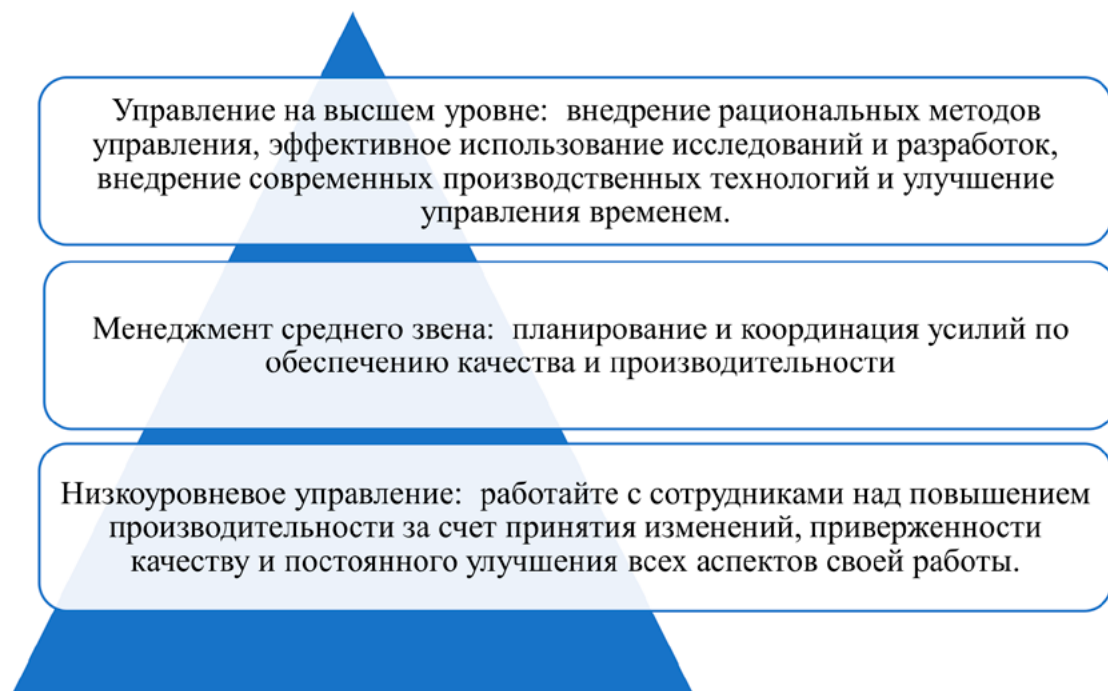 Управление на высшем уровне:  внедрение рациональных методов
управления, эффективное использование исследований и разработок,
внедрение современных производственных технологий и улучшение
управления временем.
Менеджмент среднего звена:  планирование и координация усилий по
обеспечению качества и производительности
Низкоуровневое управление:  работайте с сотрудниками над повышением
производительности за счет принятия изменений, приверженности
качеству и постоянного улучшения всех аспектов своей работы.